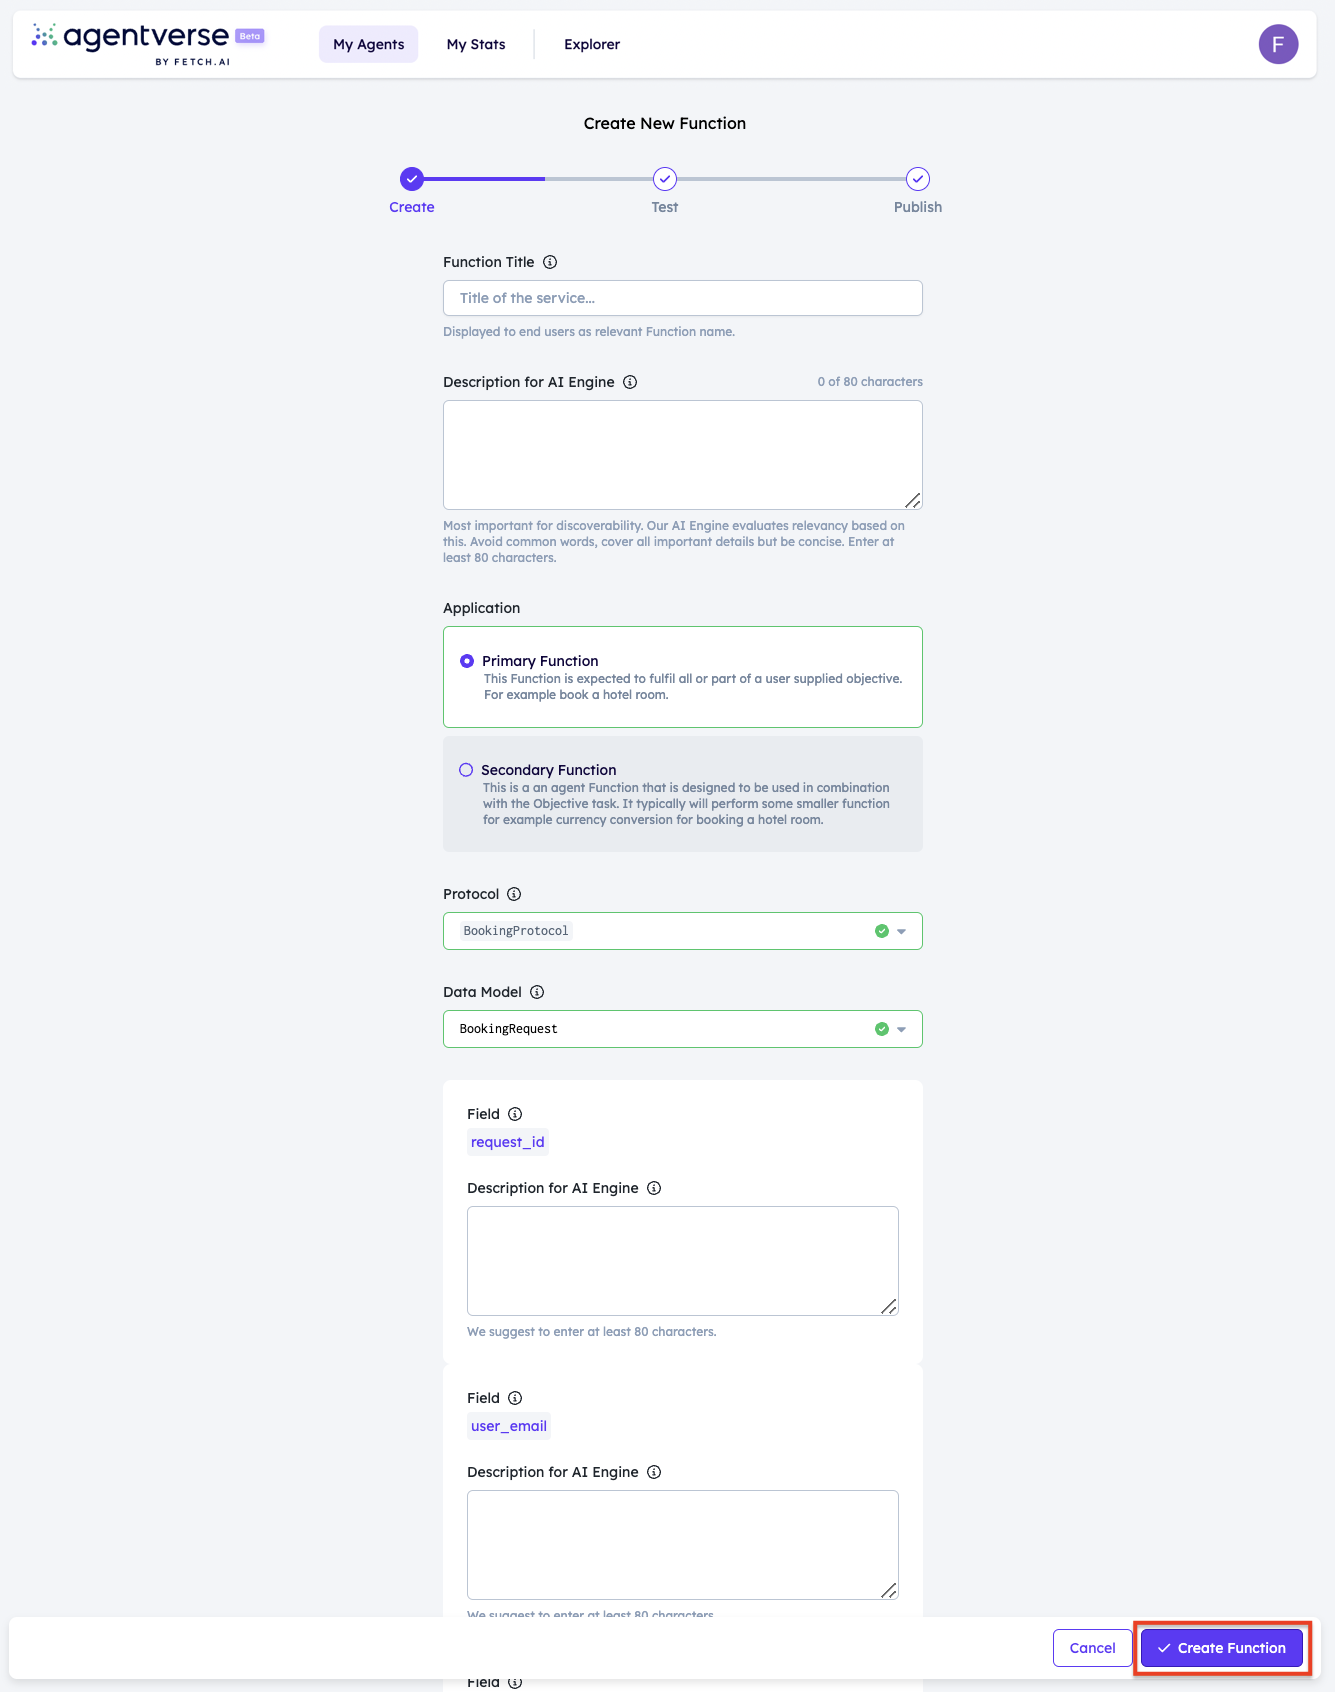 agentverse Beta
BY FETCH.AI
My Agents
My Stats
Explorer
F
Create New Function
Create
Test
Publish
Function Title
Title of the service...
Displayed to end users as relevant Function name.
Description for AI Engine
0 of 80 characters
Most important for discoverability. Our AI Engine evaluates relevancy based on
this. Avoid common words, cover all important details but be concise. Enter at
least 80 characters.
Application
Primary Function
This Function is expected to fulfil all or part of a user supplied objective.
For example book a hotel room.
Secondary Function
This is a an agent Function that is designed to be used in combination
with the Objective task. It typically will perform some smaller function
for example currency conversion for booking a hotel room.
Protocol
BookingProtocol
Data Model
BookingRequest
Field
request_id
Description for AI Engine
We suggest to enter at least 80 characters.
Field
user_email
Description for AI Engine
We suggest to enter at least 80 characters.
Cancel
Create Function
Field